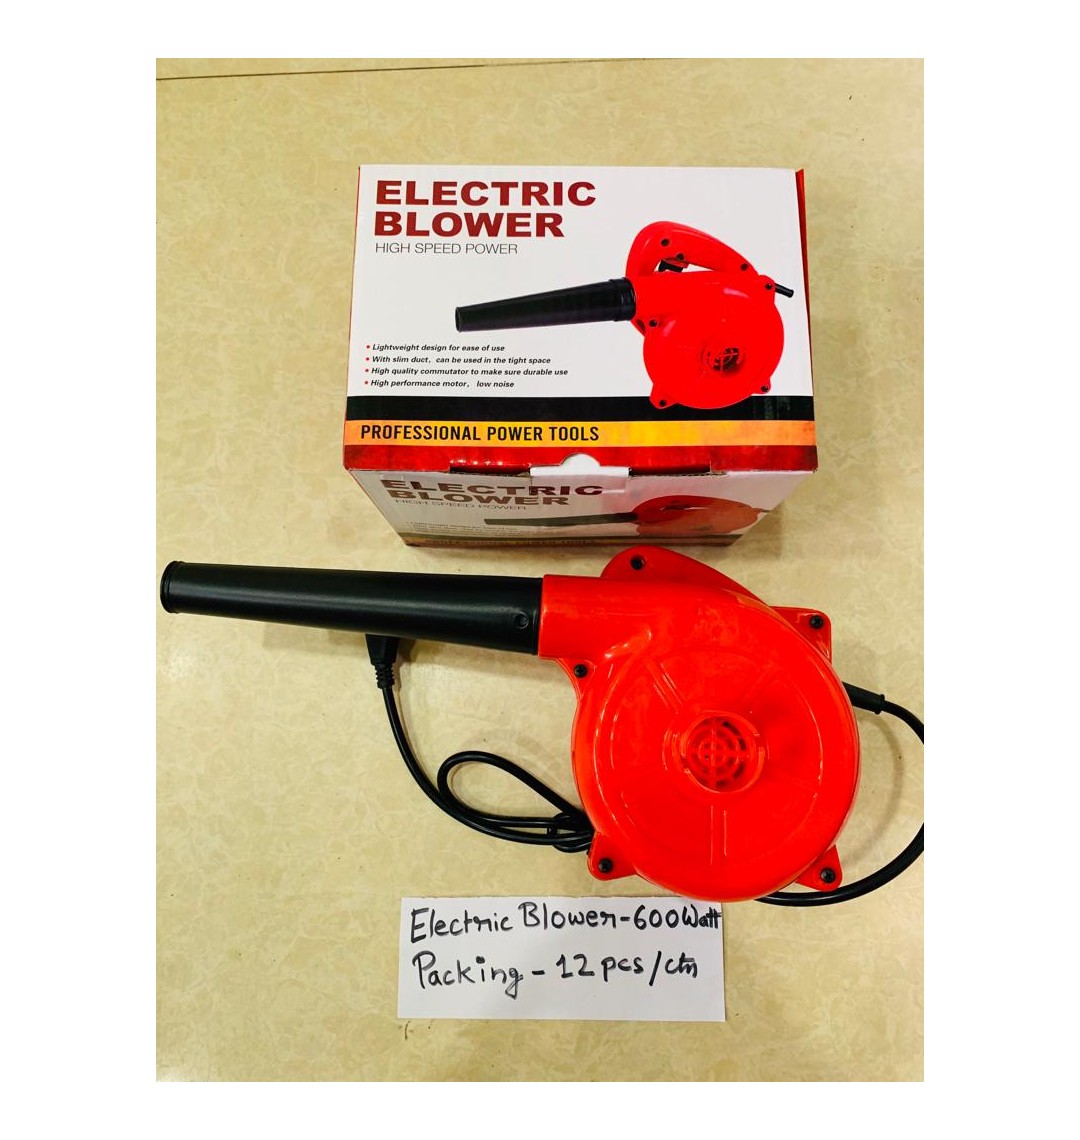 ELECTRIC
BLOWER
HIGH SPEED POWER
• Lightweight design for ease of use
• With slim duct, can be used in the tight space
• High quality commutator to make sure durable use
• High performance motor, low noise
PROFESSIONAL POWER TOOLS
ELECTRIC
BLOWER
HIGH SPEED POWER
Electric Blower-600Watt
Packing - 12 pcs/ctn